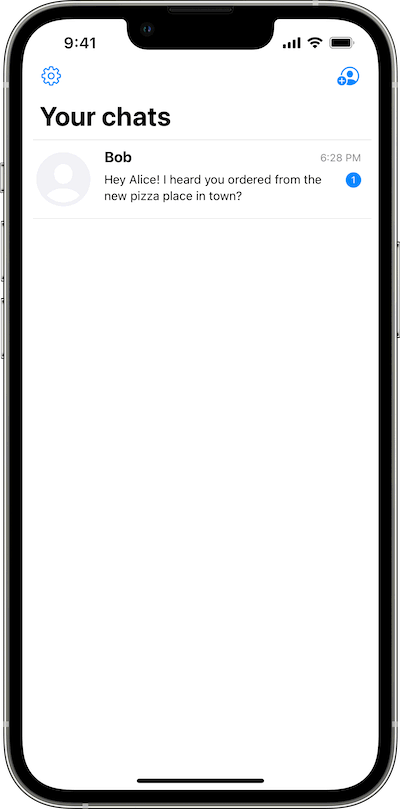 9:41
Your chats
Bob
6:28 PM
Hey Alice! I heard you ordered from the
1
new pizza place in town?